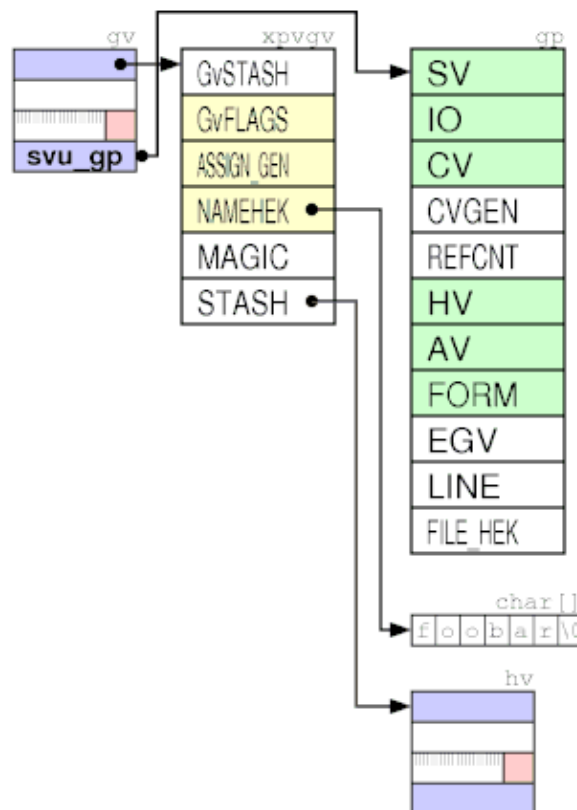 gv
svu_gp
xpvgv
GvSTASH
GvFLAGS
ASSIGN_GEN
NAMEHEK
MAGIC
STASH
gp
SV
IO
CV
CVGEN
REFCNT
HV
AV
FORM
EGV
LINE
FILE_HEK
char[]
f o o b a r \0
hv